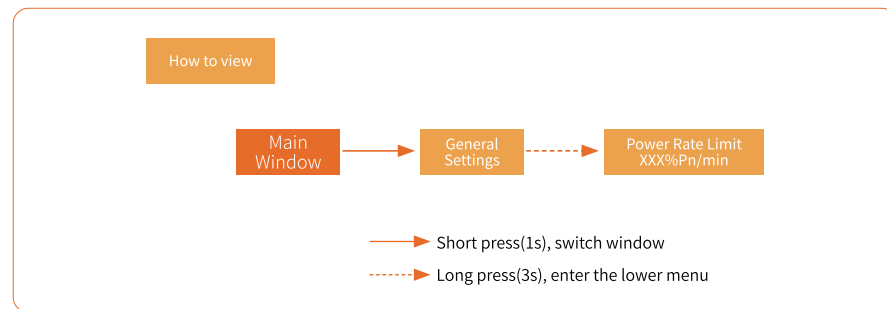 How to view
Main
Window
General
Settings
Power Rate Limit
XXX%Pn/min
Short press(1s), switch window
Long press(3s), enter the lower menu